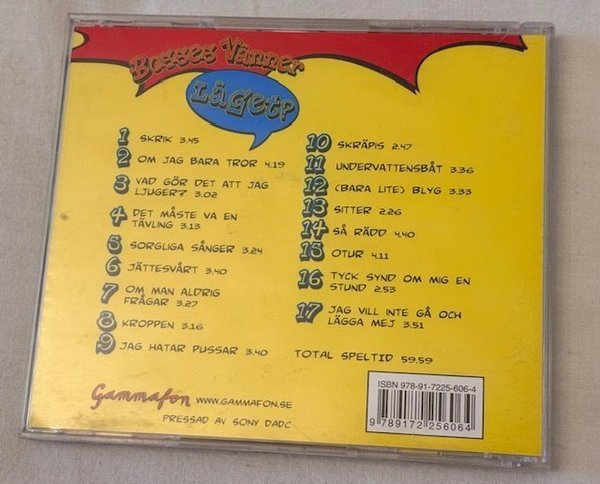 Bosses Vänner
LÄGET?
1 SKRIK 3.45
2 OM JAG BARA TROR 4.19
3 VAD GÖR DET ATT JAG
LJUGER? 3.02
4 DET MÅSTE VA EN
TÄVLING 3.13
5 SORGLIGA SÅNGER 3.24
6 JÄTTESVÅRT 3.40
7 OM MAN ALDRIG
FRÅGAR 3.27
8 KROPPEN 3.16
9 JAG HATAR PUSSAR 3.40
10 SKRÄPIS 2.47
11 UNDERVATTENSBÅT 3.36
12 (BARA LITE) BLYG 3.33
13 SITTER 2.26
14 SÅ RÄDD 4.40
15 OTUR 4.11
16 TYCK SYND OM MIG EN
STUND 2.53
17 JAG VILL INTE GÅ OCH
LÄGGA MEJ 3.51
TOTAL SPELTID 59.59
Gammafon WWW.GAMMAFON.SE
PRESSAD AV SONY DADC
ISBN 978-91-7225-606-4
9 789172 256064